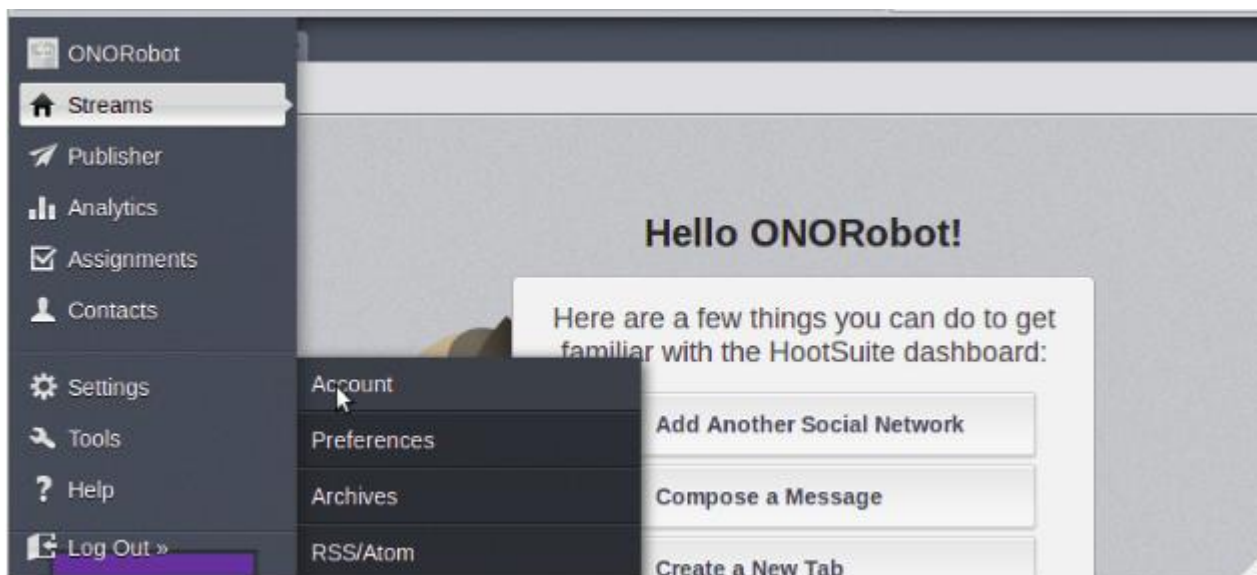 ONORobot
Streams
Publisher
Analytics
Assignments
Contacts
Settings
Tools
Help
Log Out »
Account
Preferences
Archives
RSS/Atom
Hello ONORobot!
Here are a few things you can do to get
familiar with the HootSuite dashboard:
Add Another Social Network
Compose a Message
Create a New Tab